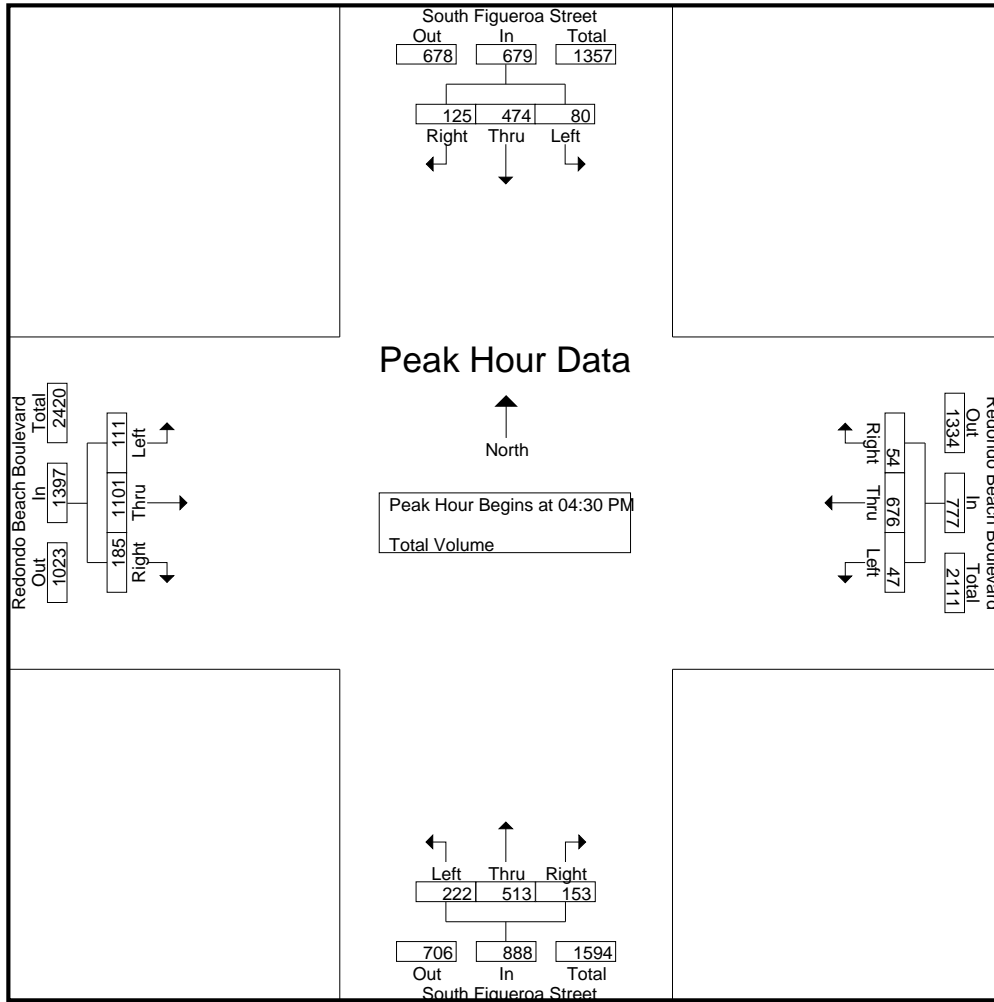 South Figueroa Street
Out In Total
678 679 1357
125 474 80
Right Thru Left
Peak Hour Data
North
Peak Hour Begins at 04:30 PM
Total Volume
Redondo Beach Boulevard
Total In Out
2420 1397 1023
111 1101 185
Left Thru Right
Redondo Beach Boulevard
Out In Total
1334 777 2111
54 676 47
Right Thru Left
Left Thru Right
222 513 153
706 888 1594
Out In Total
South Figueroa Street